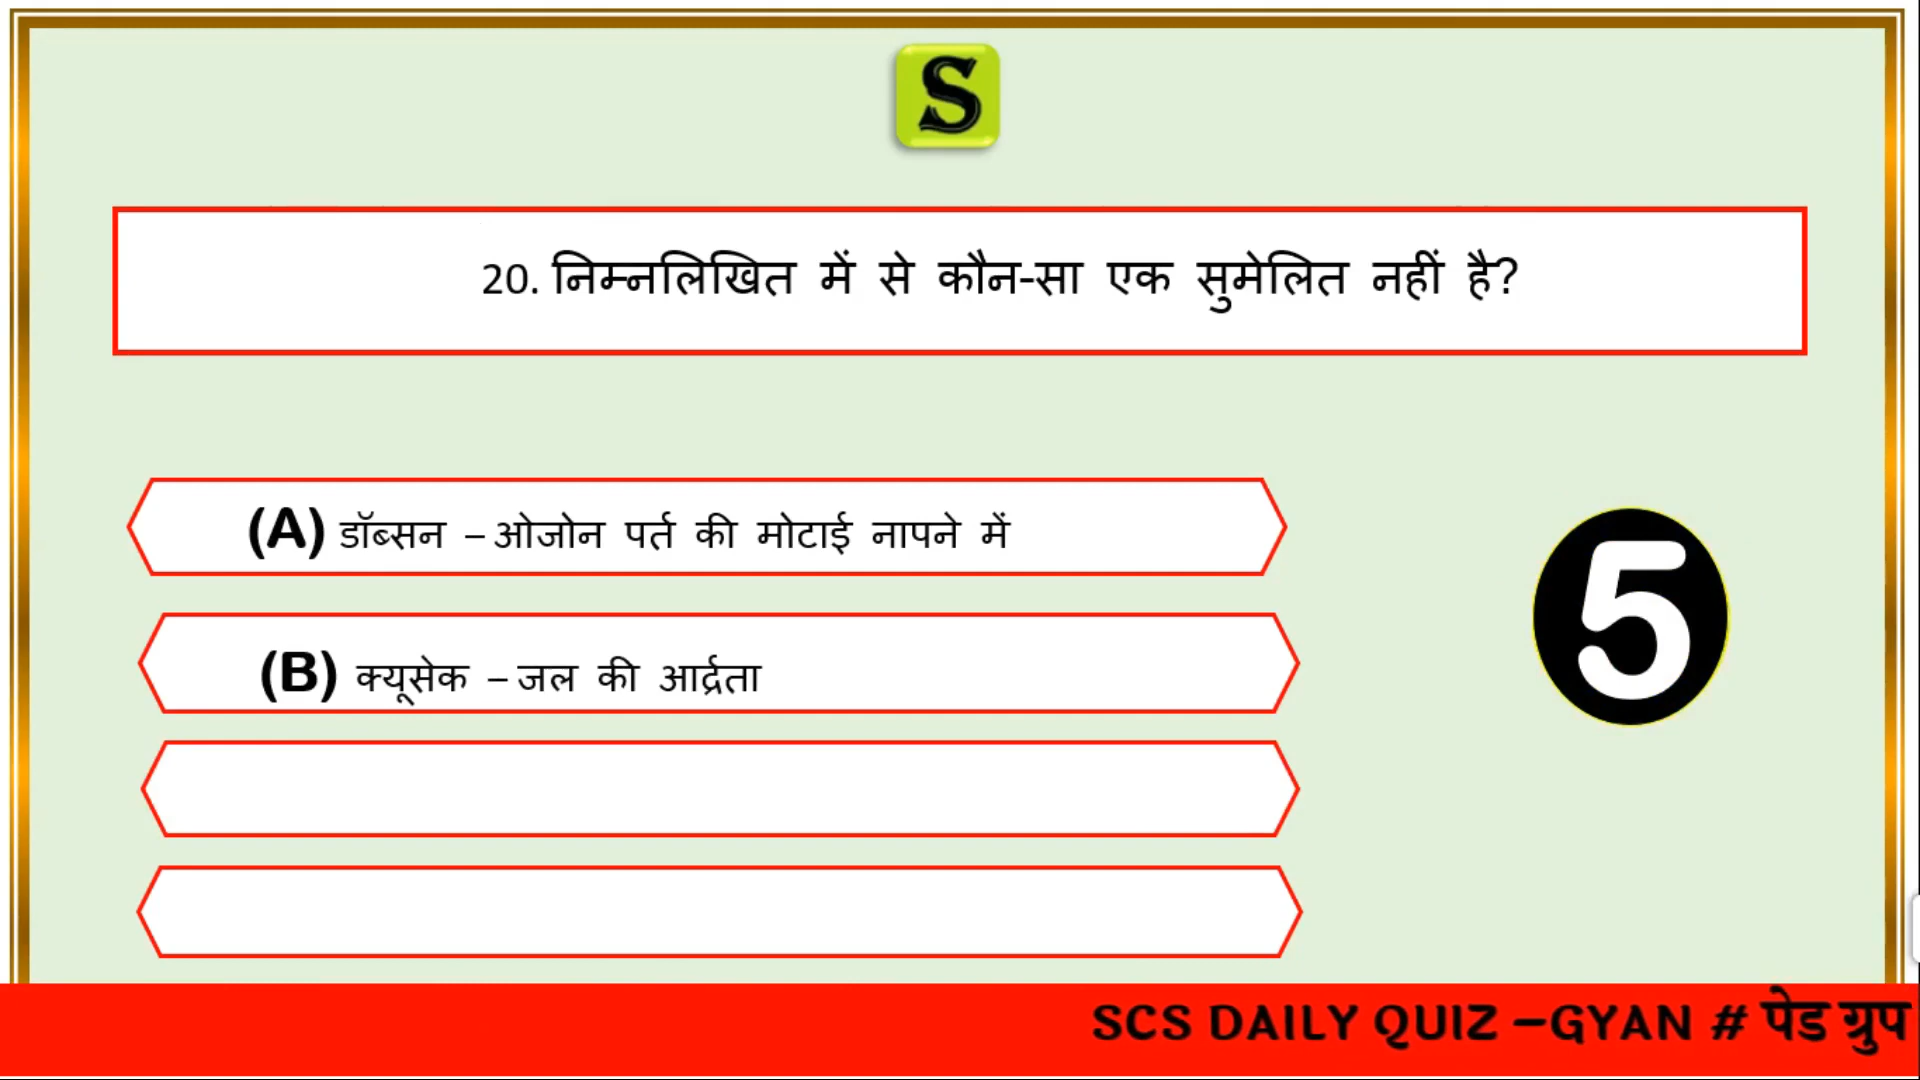 S
20. निम्नलिखित में से कौन-सा एक सुमेलित नहीं है?
(A) डॉब्सन – ओजोन पर्त की मोटाई नापने में
(B) क्यूसेक – जल की आर्द्रता
5
SCS DAILY QUIZ –GYAN # पेड ग्रुप